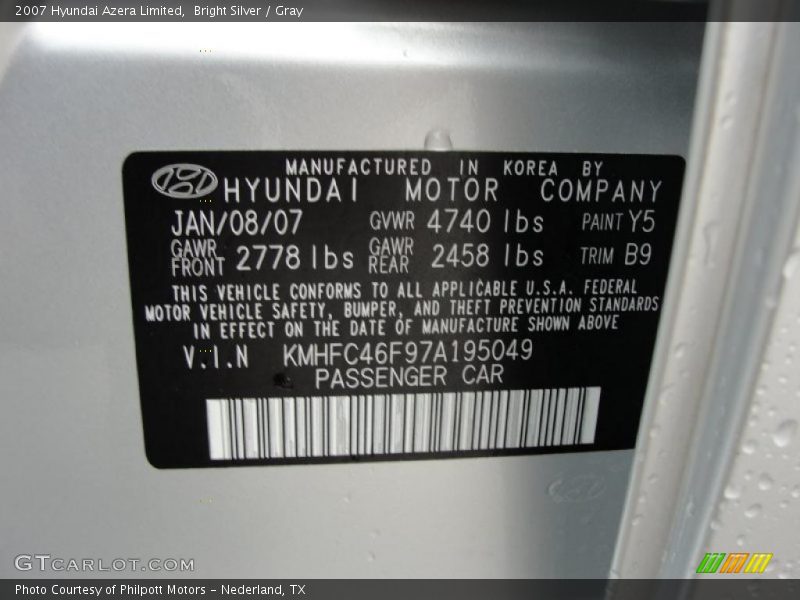 2007 Hyundai Azera Limited, Bright Silver / Gray
MANUFACTURED IN KOREA BY
HYUNDAI MOTOR COMPANY
JAN/08/07 GVWR 4740 lbs PAINT Y5
GAWR FRONT 2778 lbs GAWR REAR 2458 lbs TRIM B9
THIS VEHICLE CONFORMS TO ALL APPLICABLE U.S.A. FEDERAL
MOTOR VEHICLE SAFETY, BUMPER, AND THEFT PREVENTION STANDARDS
IN EFFECT ON THE DATE OF MANUFACTURE SHOWN ABOVE
V.I.N KMHFC46F97A195049
PASSENGER CAR
GTCARLOT.COM
Photo Courtesy of Philpott Motors - Nederland, TX